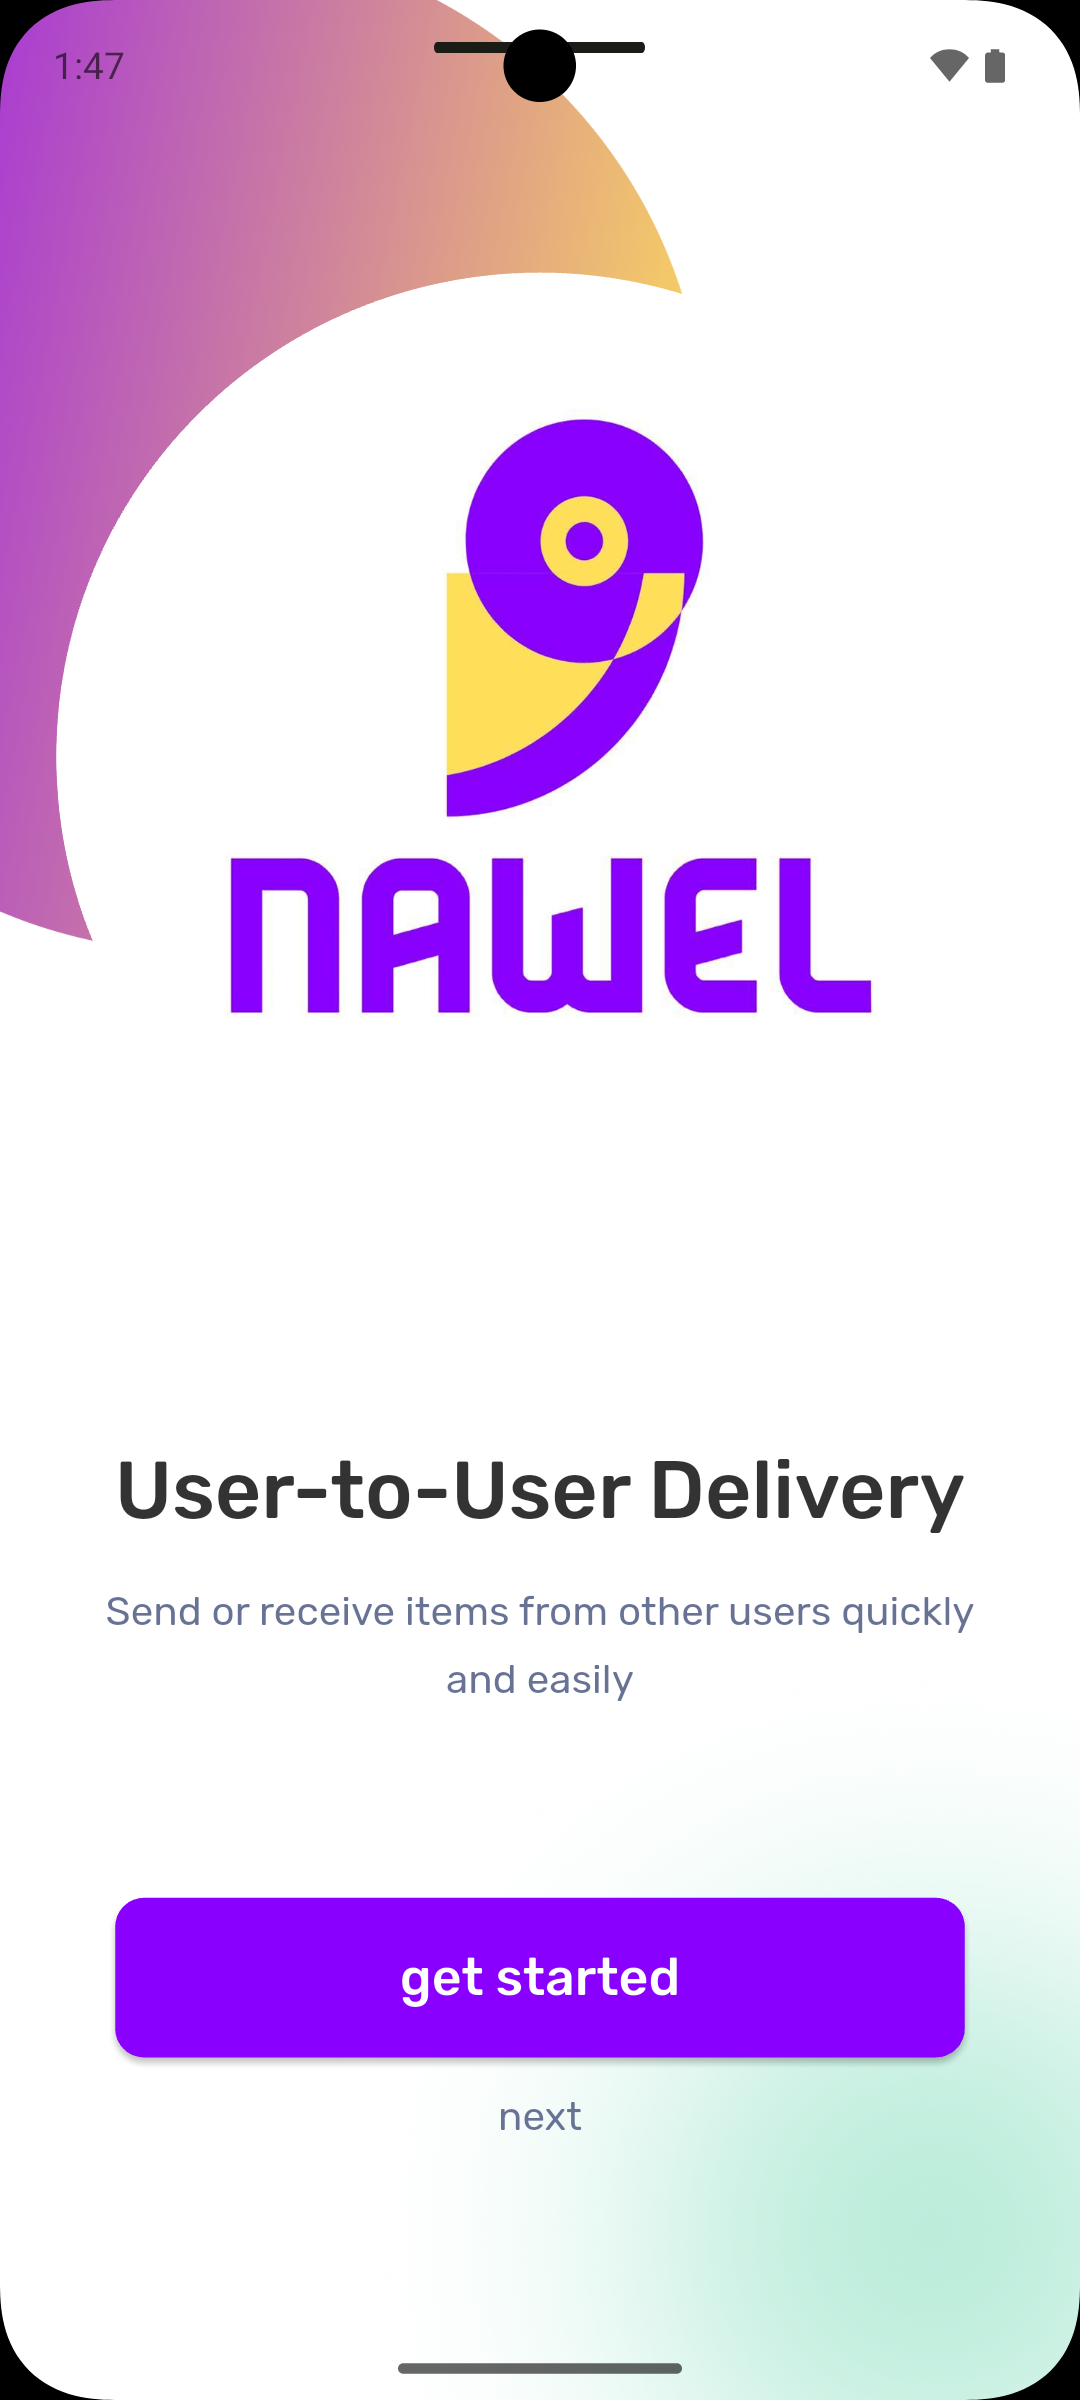 1:47
NAWEL
User-to-User Delivery
Send or receive items from other users quickly
and easily
get started
next